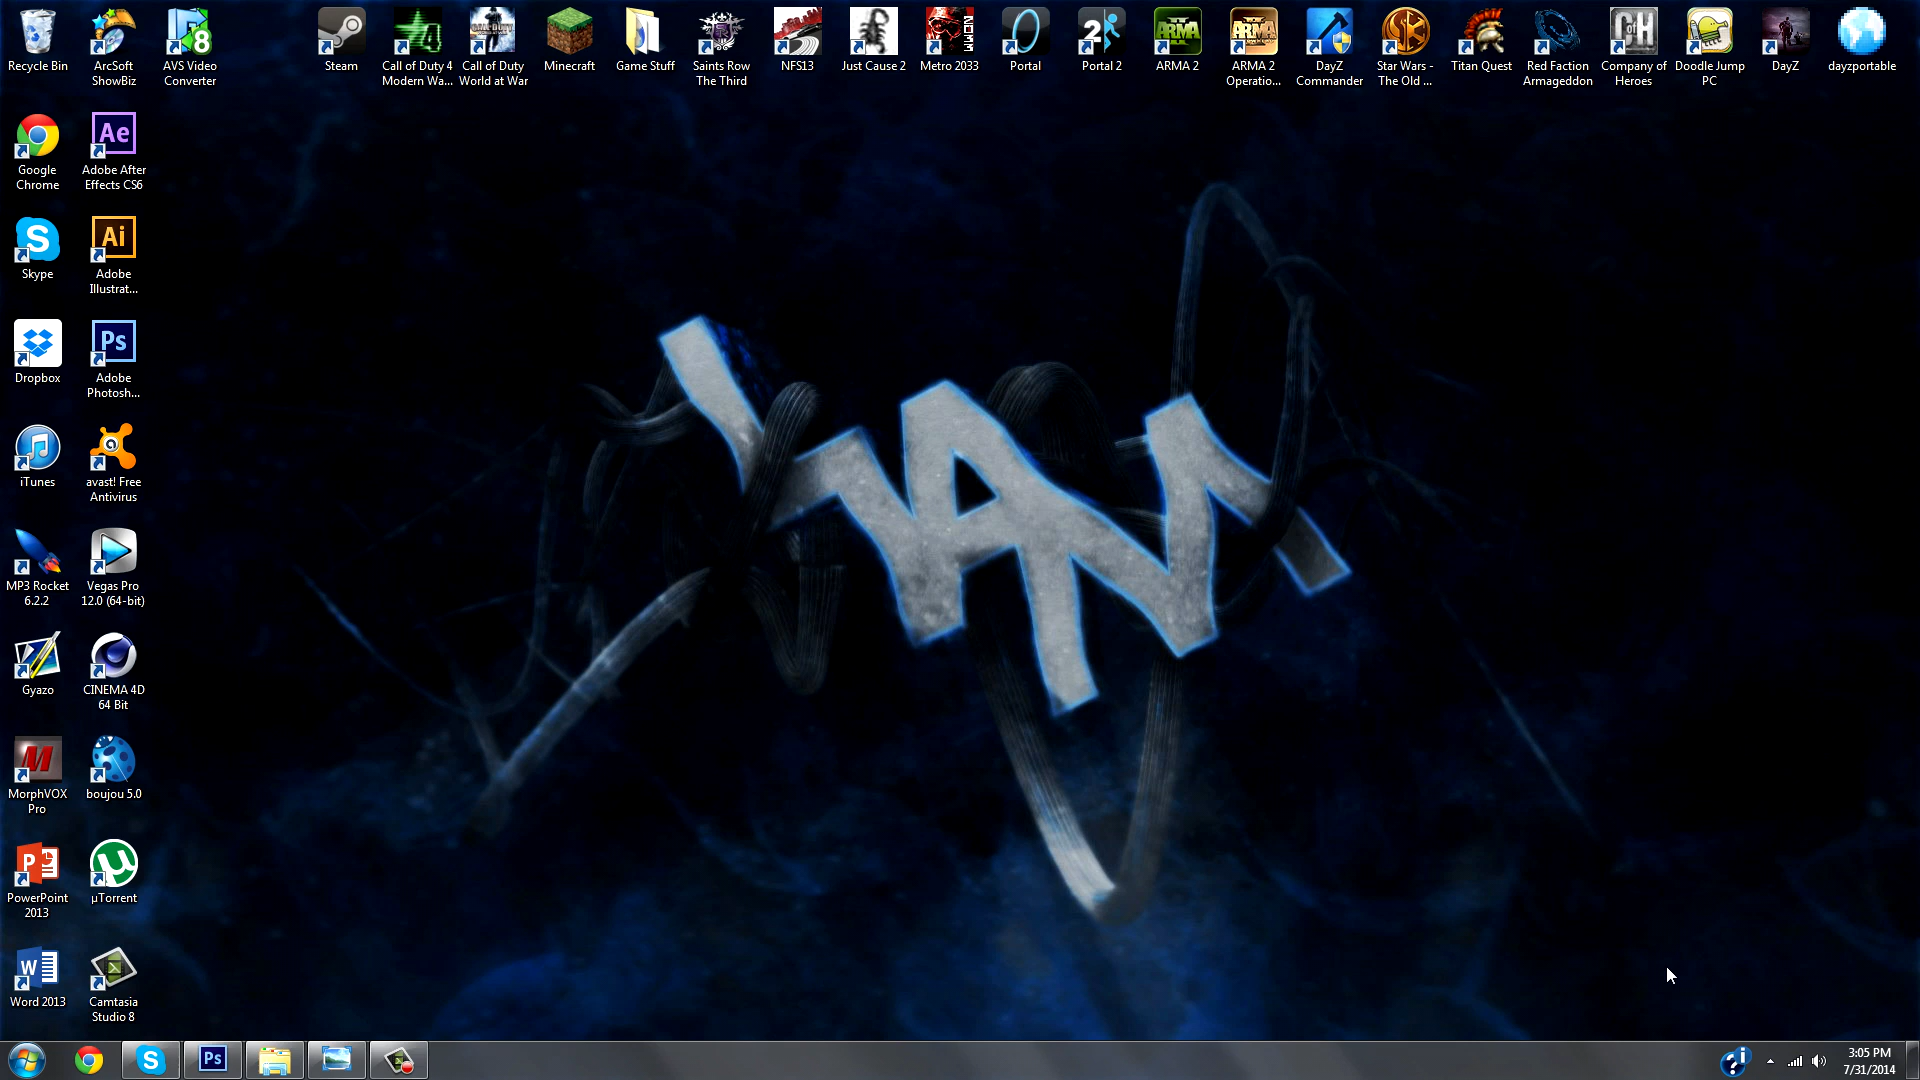 Recycle Bin
ArcSoft
ShowBiz
AVS Video
Converter
Steam
Call of Duty 4
Modern Wa...
Call of Duty
World at War
Minecraft
Game Stuff
Saints Row
The Third
NFS13
Just Cause 2
Metro 2033
Portal
Portal 2
ARMA 2
ARMA 2
Operatio...
DayZ
Commander
Star Wars -
The Old ...
Titan Quest
Red Faction
Armageddon
Company of
Heroes
Doodle Jump
PC
DayZ
dayzportable
Google
Chrome
Adobe After
Effects CS6
Skype
Adobe
Illustrat...
Dropbox
Adobe
Photosh...
iTunes
avast! Free
Antivirus
MP3 Rocket
6.2.2
Vegas Pro
12.0 (64-bit)
Gyazo
CINEMA 4D
64 Bit
MorphVOX
Pro
boujou 5.0
PowerPoint
2013
µTorrent
Word 2013
Camtasia
Studio 8
3:05 PM
7/31/2014